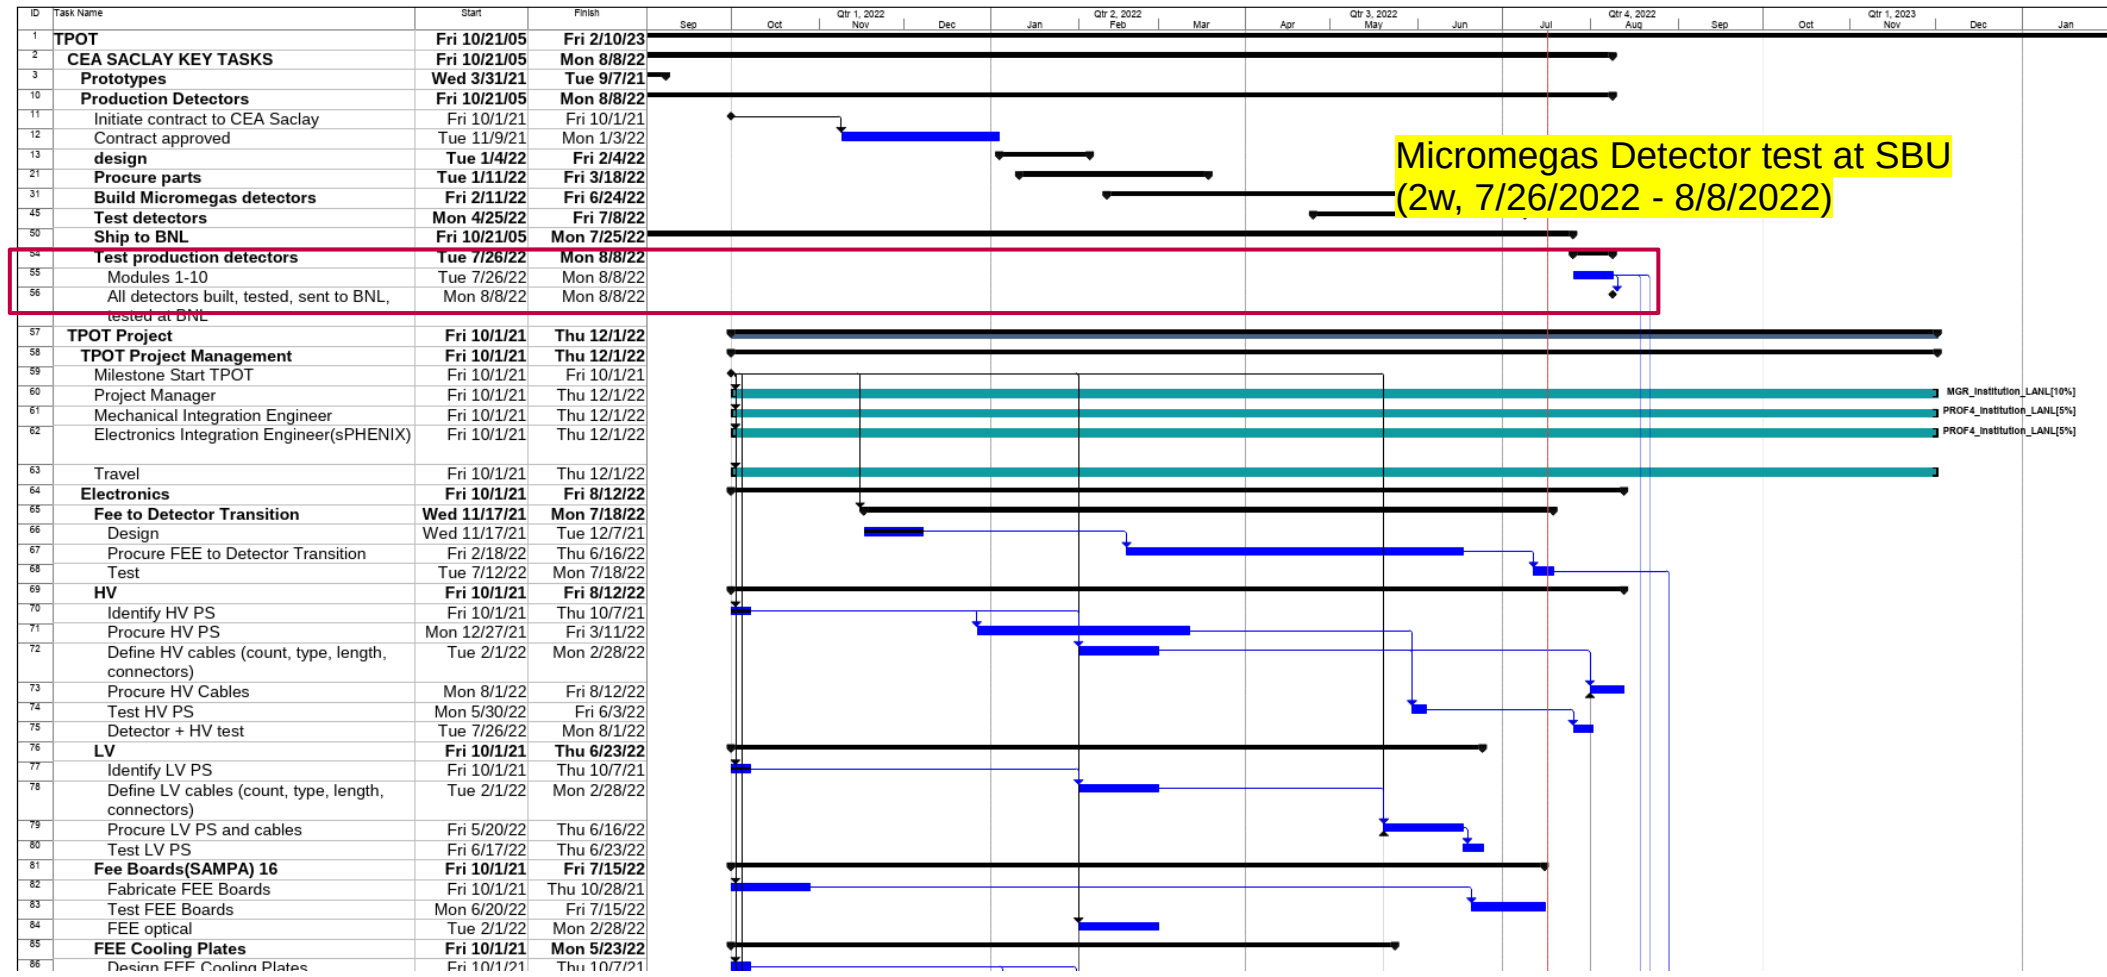 ID Task Name Start Finish Qtr 1, 2022 Qtr 2, 2022 Qtr 3, 2022 Qtr 4, 2022 Qtr 1, 2023
Sep Oct Nov Dec Jan Feb Mar Apr May Jun Jul Aug Sep Oct Nov Dec Jan
1 TPOT Fri 10/21/05 Fri 2/10/23
2 CEA SACLAY KEY TASKS Fri 10/21/05 Mon 8/8/22
3 Prototypes Wed 3/31/21 Tue 9/7/21
10 Production Detectors Fri 10/21/05 Mon 8/8/22
11 Initiate contract to CEA Saclay Fri 10/1/21 Fri 10/1/21
12 Contract approved Tue 11/9/21 Mon 1/3/22
13 design Tue 1/4/22 Fri 2/4/22
21 Procure parts Tue 1/11/22 Fri 3/18/22
31 Build Micromegas detectors Fri 2/11/22 Fri 6/24/22
45 Test detectors Mon 4/25/22 Fri 7/8/22
50 Ship to BNL Fri 10/21/05 Mon 7/25/22
Micromegas Detector test at SBU
(2w, 7/26/2022 - 8/8/2022)
54 Test production detectors Tue 7/26/22 Mon 8/8/22
55 Modules 1-10 Tue 7/26/22 Mon 8/8/22
56 All detectors built, tested, sent to BNL, Mon 8/8/22 Mon 8/8/22
tested at BNL
57 TPOT Project Fri 10/1/21 Thu 12/1/22
58 TPOT Project Management Fri 10/1/21 Thu 12/1/22
59 Milestone Start TPOT Fri 10/1/21 Fri 10/1/21
60 Project Manager Fri 10/1/21 Thu 12/1/22 MGR_Institution_LANL[10%]
61 Mechanical Integration Engineer Fri 10/1/21 Thu 12/1/22 PROF4_Institution_LANL[5%]
62 Electronics Integration Engineer(sPHENIX) Fri 10/1/21 Thu 12/1/22 PROF4_Institution_LANL[5%]
63 Travel Fri 10/1/21 Thu 12/1/22
64 Electronics Fri 10/1/21 Fri 8/12/22
65 Fee to Detector Transition Wed 11/17/21 Mon 7/18/22
66 Design Wed 11/17/21 Tue 12/7/21
67 Procure FEE to Detector Transition Fri 2/18/22 Thu 6/16/22
68 Test Tue 7/12/22 Mon 7/18/22
69 HV Fri 10/1/21 Fri 8/12/22
70 Identify HV PS Fri 10/1/21 Thu 10/7/21
71 Procure HV PS Mon 12/27/21 Fri 3/11/22
72 Define HV cables (count, type, length, Tue 2/1/22 Mon 2/28/22
connectors)
73 Procure HV Cables Mon 8/1/22 Fri 8/12/22
74 Test HV PS Mon 5/30/22 Fri 6/3/22
75 Detector + HV test Tue 7/26/22 Mon 8/1/22
76 LV Fri 10/1/21 Thu 6/23/22
77 Identify LV PS Fri 10/1/21 Thu 10/7/21
78 Define LV cables (count, type, length, Tue 2/1/22 Mon 2/28/22
connectors)
79 Procure LV PS and cables Fri 5/20/22 Thu 6/16/22
80 Test LV PS Fri 6/17/22 Thu 6/23/22
81 Fee Boards(SAMPA) 16 Fri 10/1/21 Fri 7/15/22
82 Fabricate FEE Boards Fri 10/1/21 Thu 10/28/21
83 Test FEE Boards Mon 6/20/22 Fri 7/15/22
84 FEE optical Tue 2/1/22 Mon 2/28/22
85 FEE Cooling Plates Fri 10/1/21 Mon 5/23/22
86 Design FEE Cooling Plates Fri 10/1/21 Thu 10/7/21